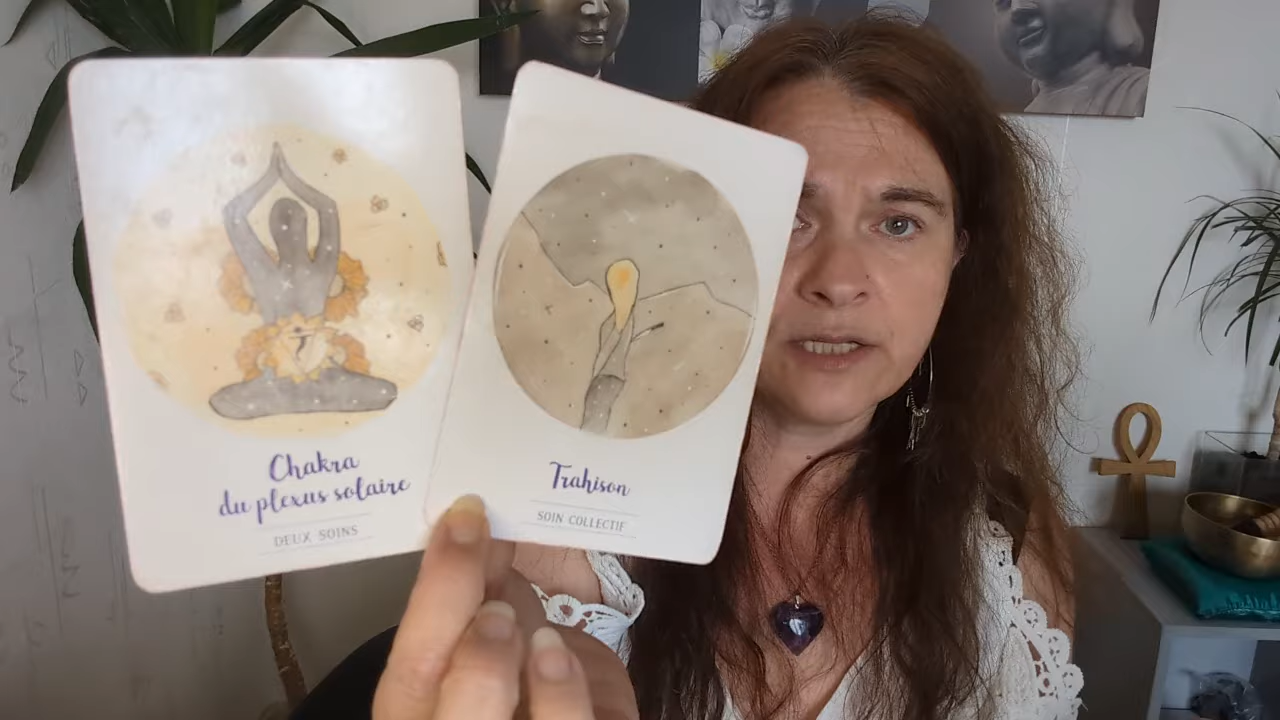 Chakra
du plexus solaire
DEUX SOINS
Trahison
SOIN COLLECTIF